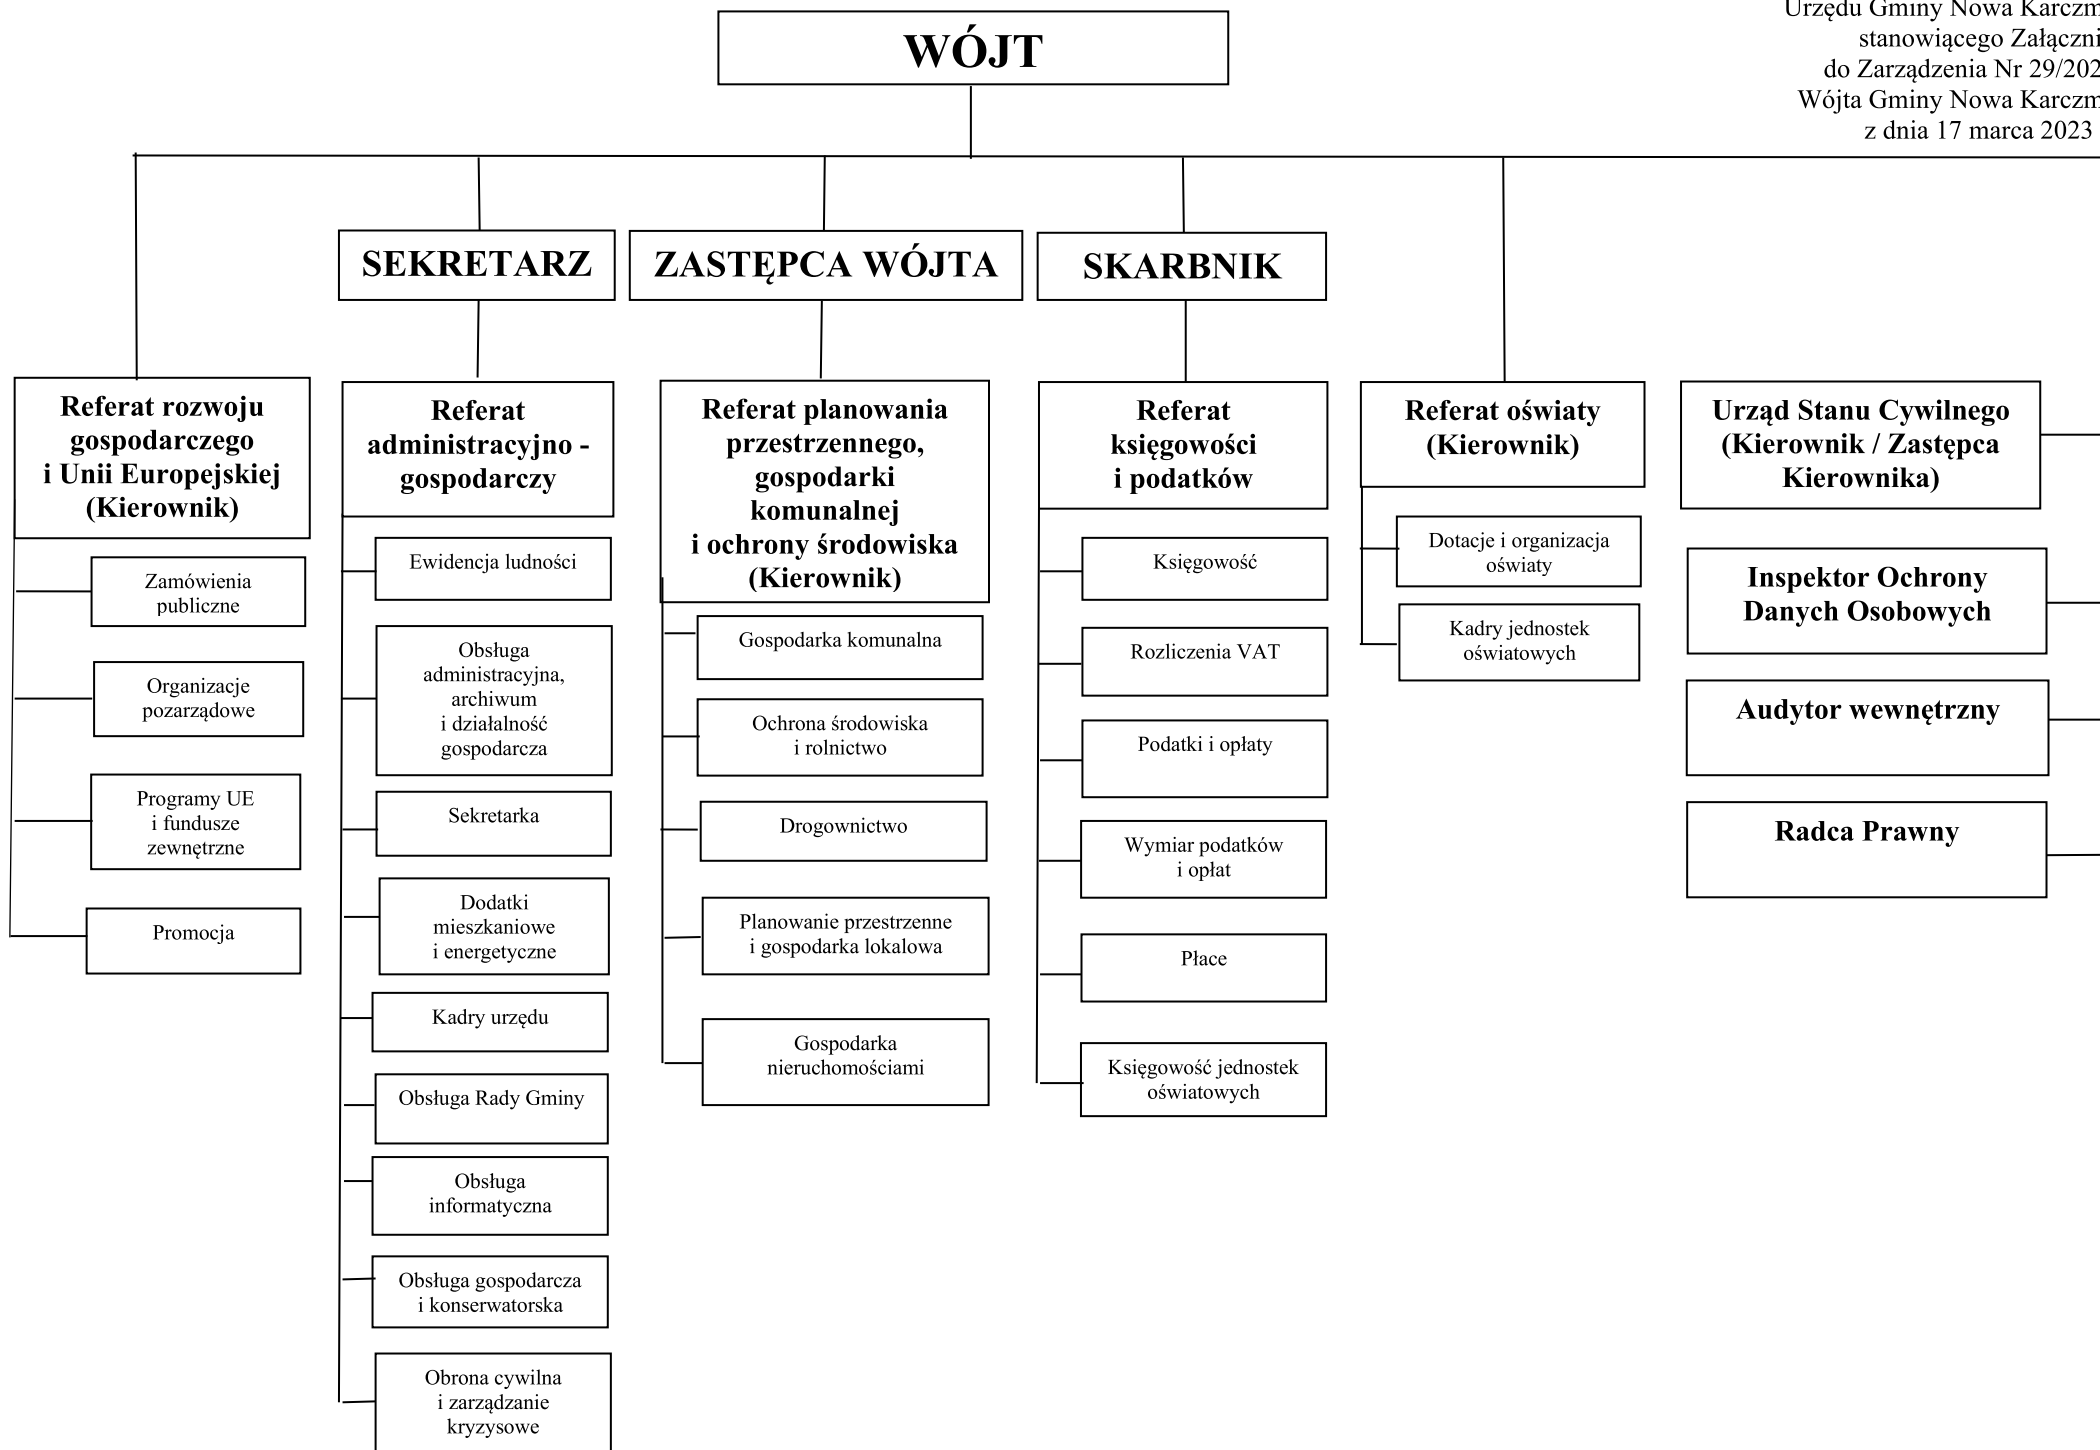 Urzędu Gminy Nowa Karczm
stanowiącego Załączni
do Zarządzenia Nr 29/202
Wójta Gminy Nowa Karczm
z dnia 17 marca 2023
WÓJT
SEKRETARZ
ZASTĘPCA WÓJTA
SKARBNIK
Referat rozwoju
gospodarczego
i Unii Europejskiej
(Kierownik)
Zamówienia
publiczne
Organizacje
pozarządowe
Programy UE
i fundusze
zewnętrzne
Promocja
Referat
administracyjno -
gospodarczy
Ewidencja ludności
Obsługa
administracyjna,
archiwum
i działalność
gospodarcza
Sekretarka
Dodatki
mieszkaniowe
i energetyczne
Kadry urzędu
Obsługa Rady Gminy
Obsługa
informatyczna
Obsługa gospodarcza
i konserwatorska
Obrona cywilna
i zarządzanie
kryzysowe
Referat planowania
przestrzennego,
gospodarki
komunalnej
i ochrony środowiska
(Kierownik)
Gospodarka komunalna
Ochrona środowiska
i rolnictwo
Drogownictwo
Planowanie przestrzenne
i gospodarka lokalowa
Gospodarka
nieruchomościami
Referat
księgowości
i podatków
Księgowość
Rozliczenia VAT
Podatki i opłaty
Wymiar podatków
i opłat
Płace
Księgowość jednostek
oświatowych
Referat oświaty
(Kierownik)
Dotacje i organizacja
oświaty
Kadry jednostek
oświatowych
Urząd Stanu Cywilnego
(Kierownik / Zastępca
Kierownika)
Inspektor Ochrony
Danych Osobowych
Audytor wewnętrzny
Radca Prawny